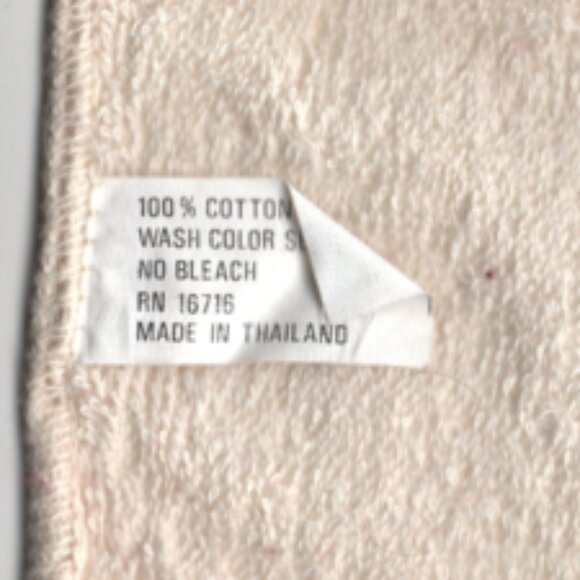 100% COTTON
WASH COLOR
NO BLEACH
RN 16716
MADE IN THAILAND